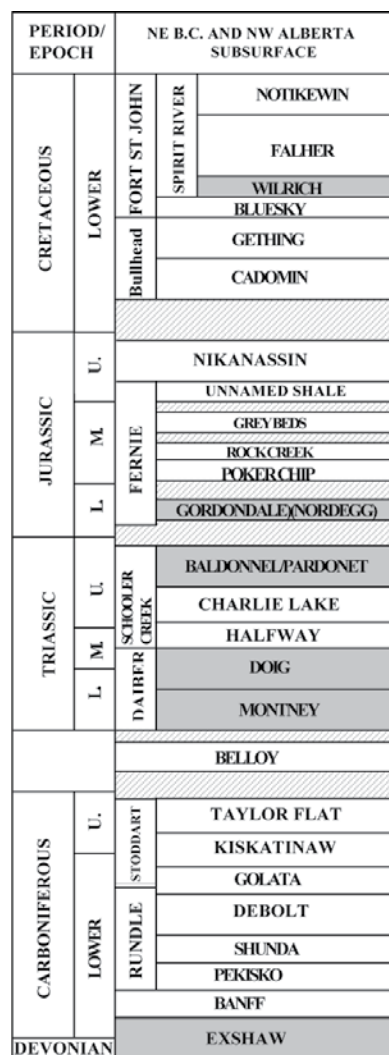 PERIOD/
EPOCH
NE B.C. AND NW ALBERTA
SUBSURFACE
CRETACEOUS
LOWER
FORT ST JOHN
SPIRIT RIVER
NOTIKEWIN
FALHER
WILRICH
BLUESKY
Bullhead
GETHING
CADOMIN
JURASSIC
U.
M.
L.
NIKANASSIN
FERNIE
UNNAMED SHALE
GREY BEDS
ROCK CREEK
POKER CHIP
GORDONDALE)(NORDEGG)
TRIASSIC
U.
M.
L
SCHOOLER
CREEK
BALDONNEL/PARDONET
CHARLIE LAKE
HALFWAY
DAIBER
DOIG
MONTNEY
BELLOY
CARBONIFEROUS
U.
LOWER
STODDART
TAYLOR FLAT
KISKATINAW
GOLATA
RUNDLE
DEBOLT
SHUNDA
PEKISKO
BANFF
DEVONIAN
EXSHAW